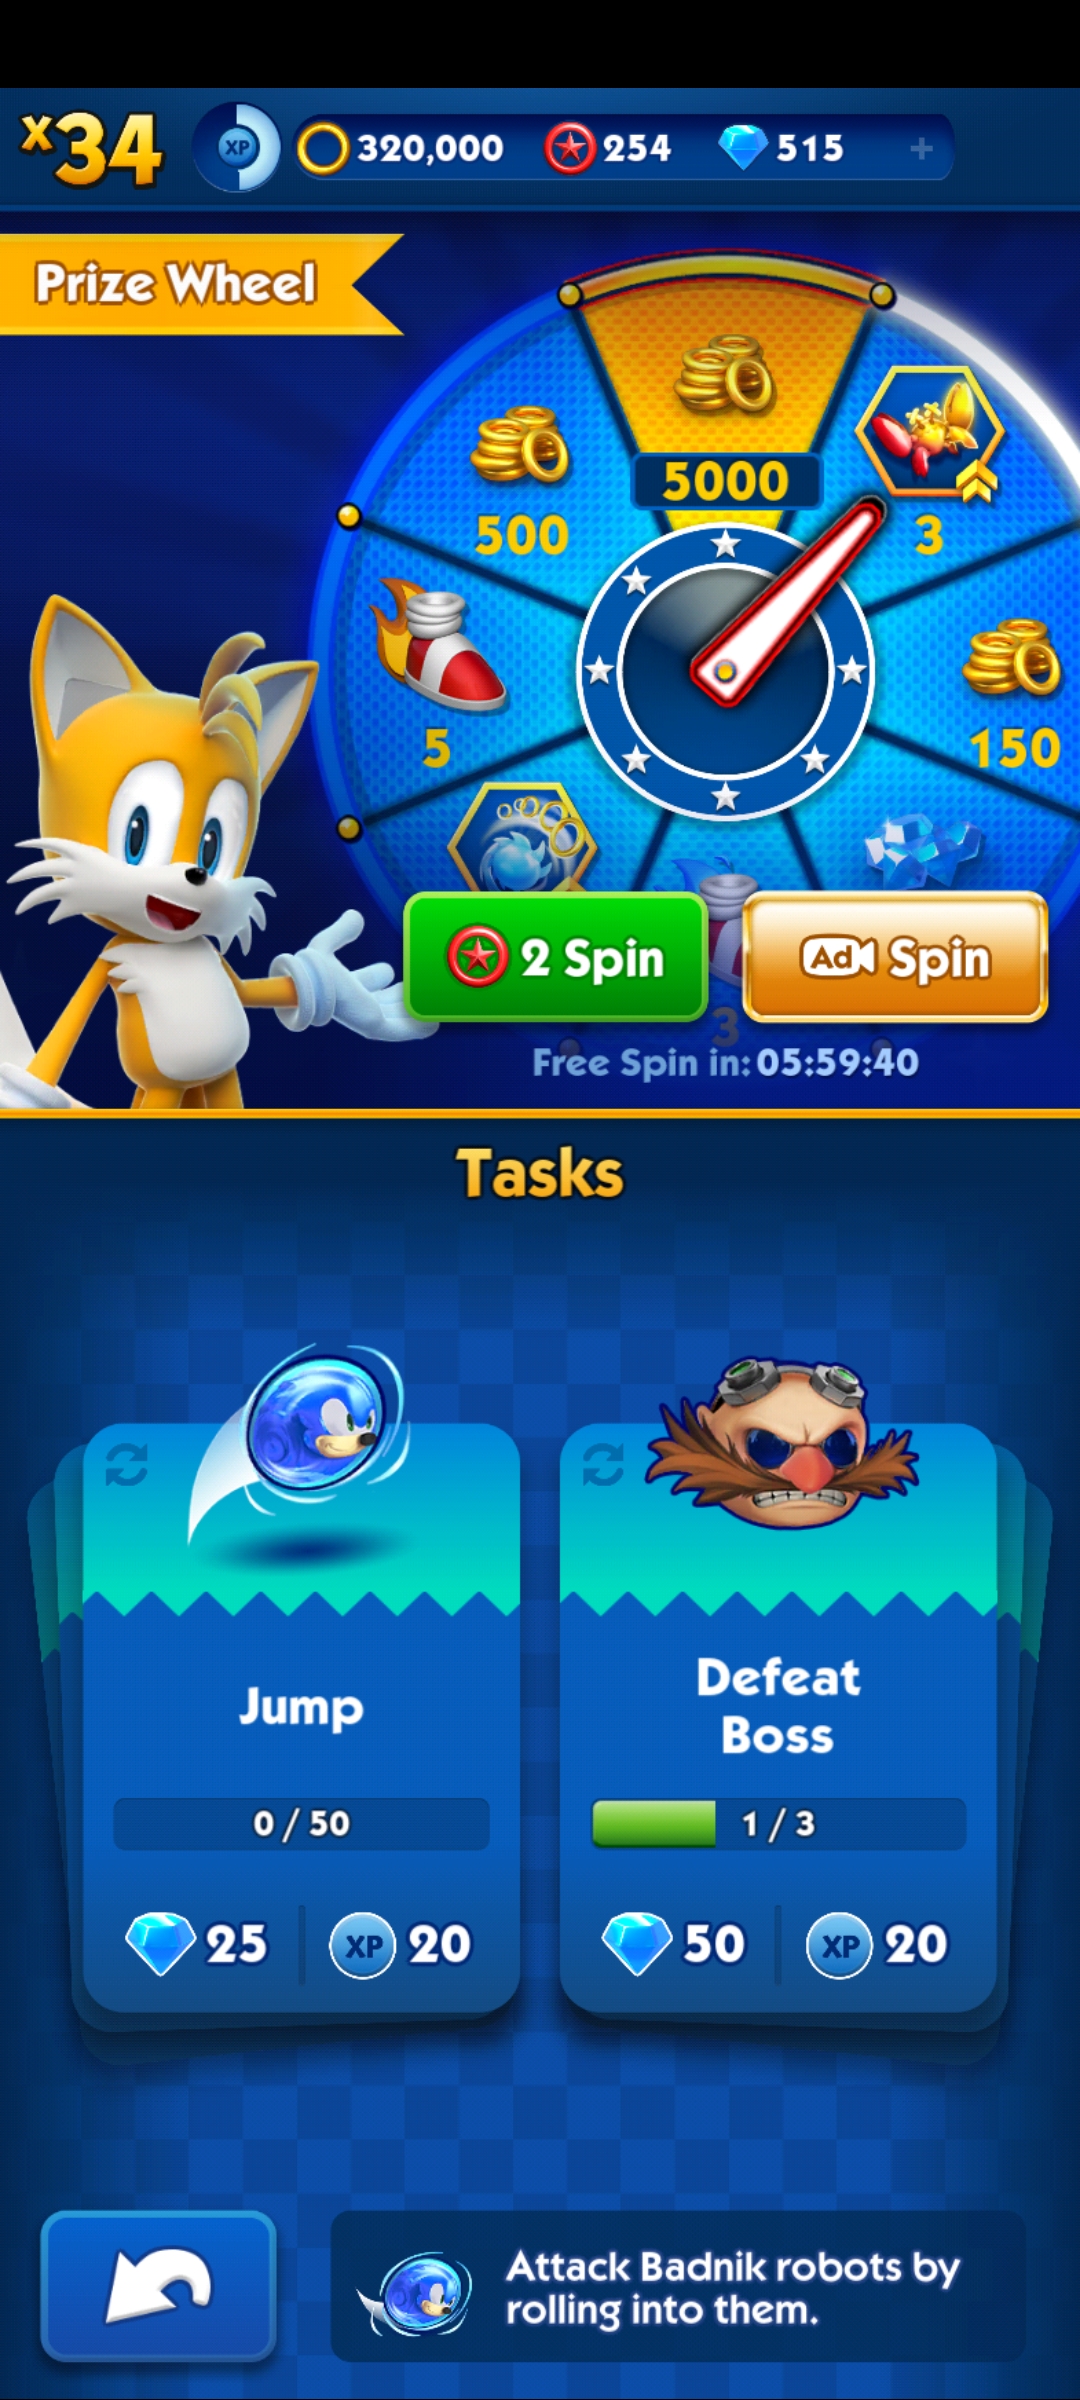 x34 XP 320,000 254 515 +
Prize Wheel
5000
500
3
5
150
2 Spin
Ad Spin
3
Free Spin in: 05:59:40
Tasks
Jump
0 / 50
25 XP 20
Defeat
Boss
1 / 3
50 XP 20
Attack Badnik robots by
rolling into them.